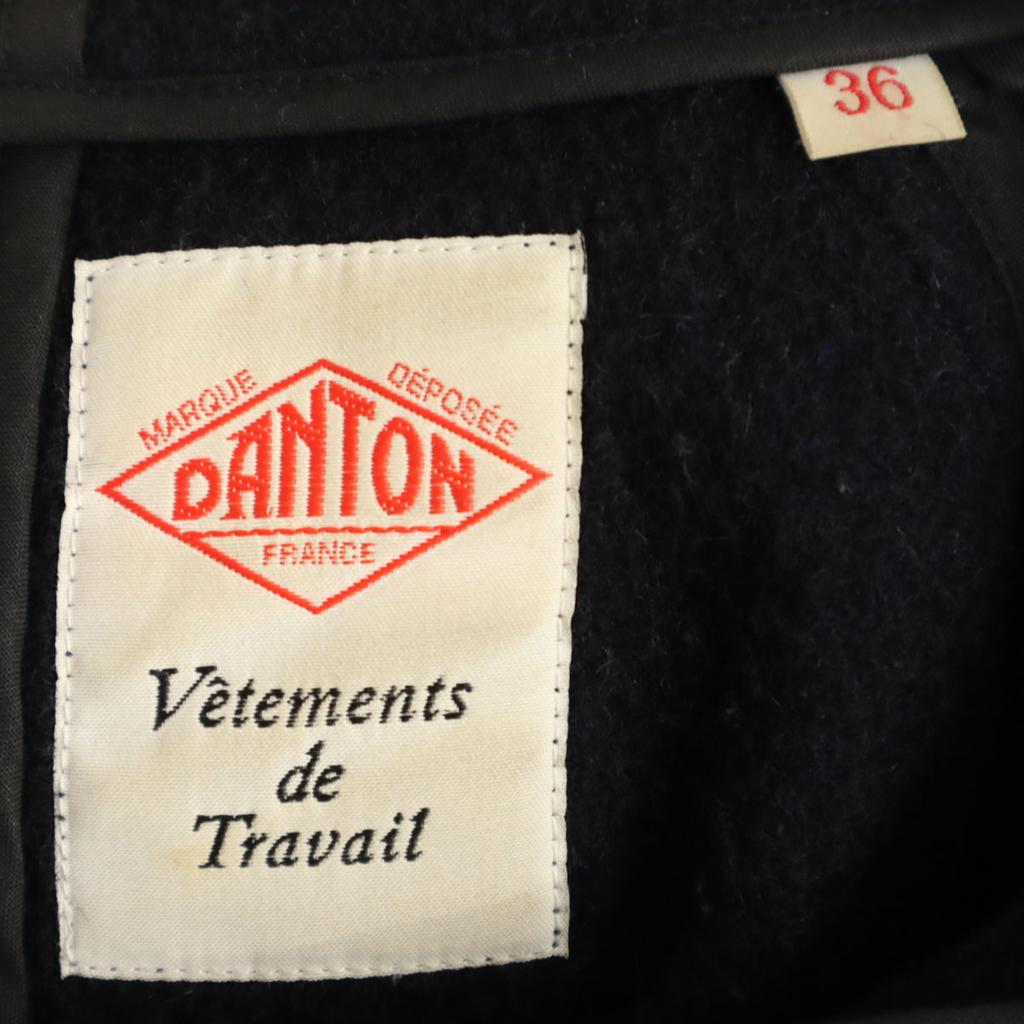 36
MARQUE DÉPOSÉE
DANTON
FRANCE
Vêtements
de
Travail